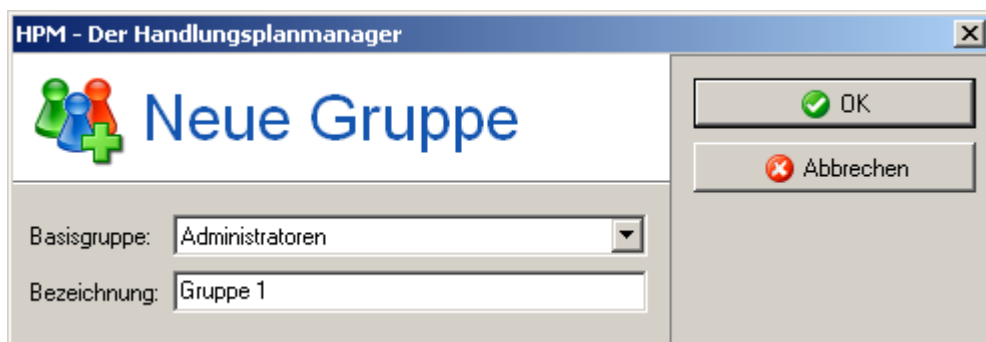 HPM - Der Handlungsplanmanager
Neue Gruppe
OK
Abbrechen
Basisgruppe: Administratoren
Bezeichnung: Gruppe 1